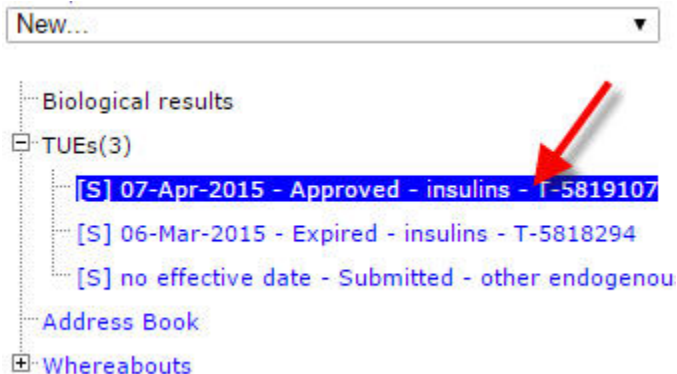 New...
Biological results
TUEs(3)
[S] 07-Apr-2015 - Approved - insulins - T-5819107
[S] 06-Mar-2015 - Expired - insulins - T-5818294
[S] no effective date - Submitted - other endogenous
Address Book
Whereabouts